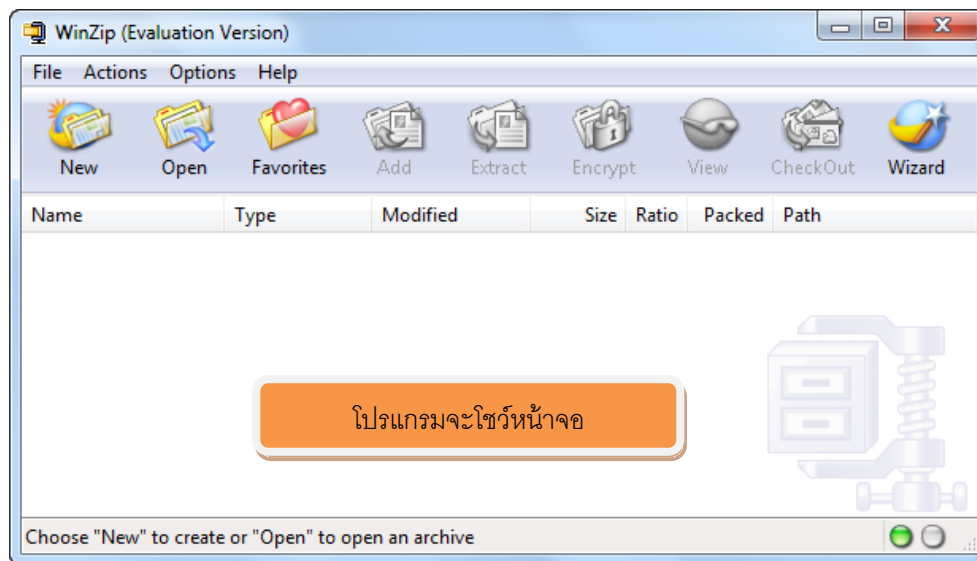 WinZip (Evaluation Version)
File Actions Options Help
New Open Favorites Add Extract Encrypt View CheckOut Wizard
Name Type Modified Size Ratio Packed Path
โปรแกรมจะโชว์หน้าจอ
Choose "New" to create or "Open" to open an archive